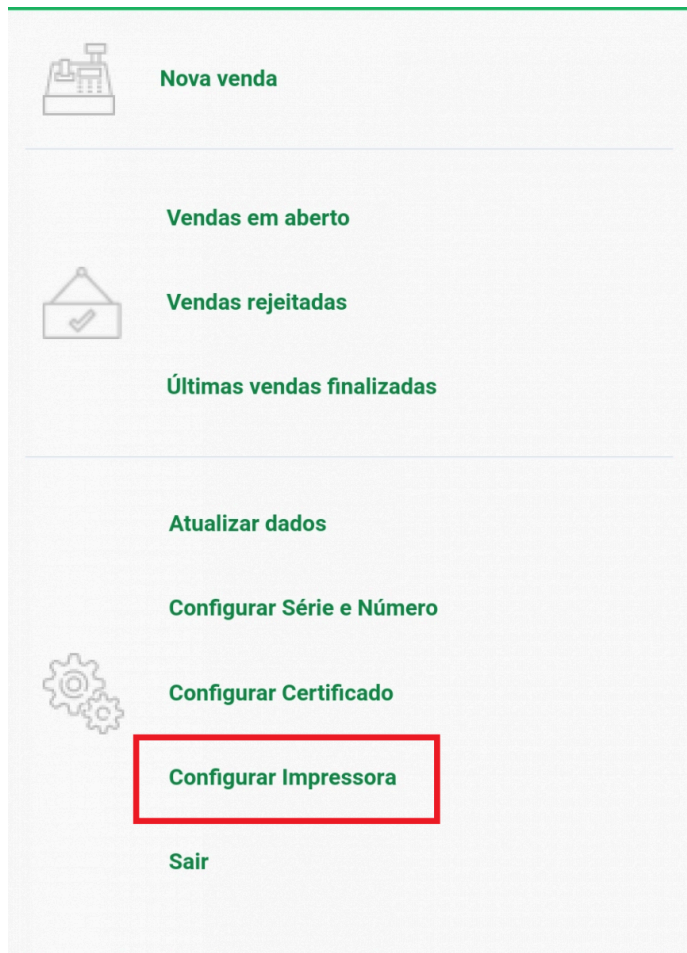 Nova venda
Vendas em aberto
Vendas rejeitadas
Últimas vendas finalizadas
Atualizar dados
Configurar Série e Número
Configurar Certificado
Configurar Impressora
Sair